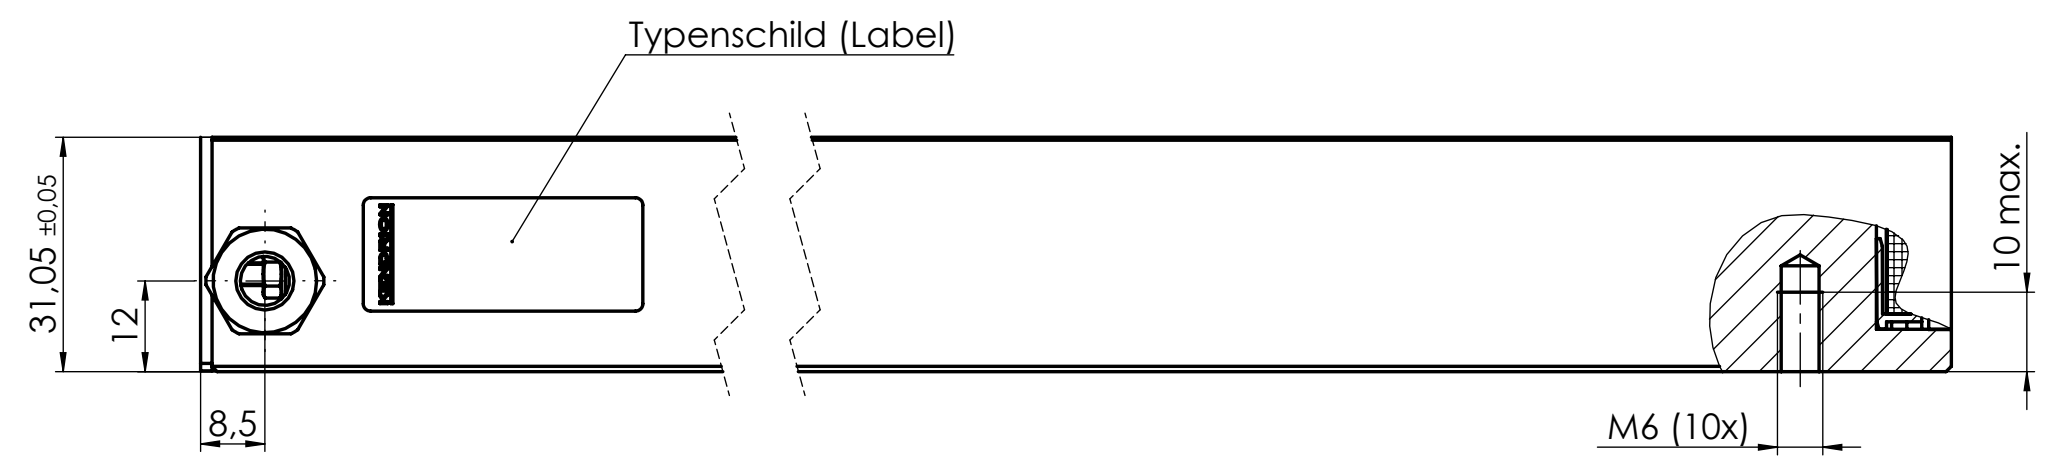 Typenschild (Label)
31,05 ±0,05
12
8,5
10 max.
M6 (10x)